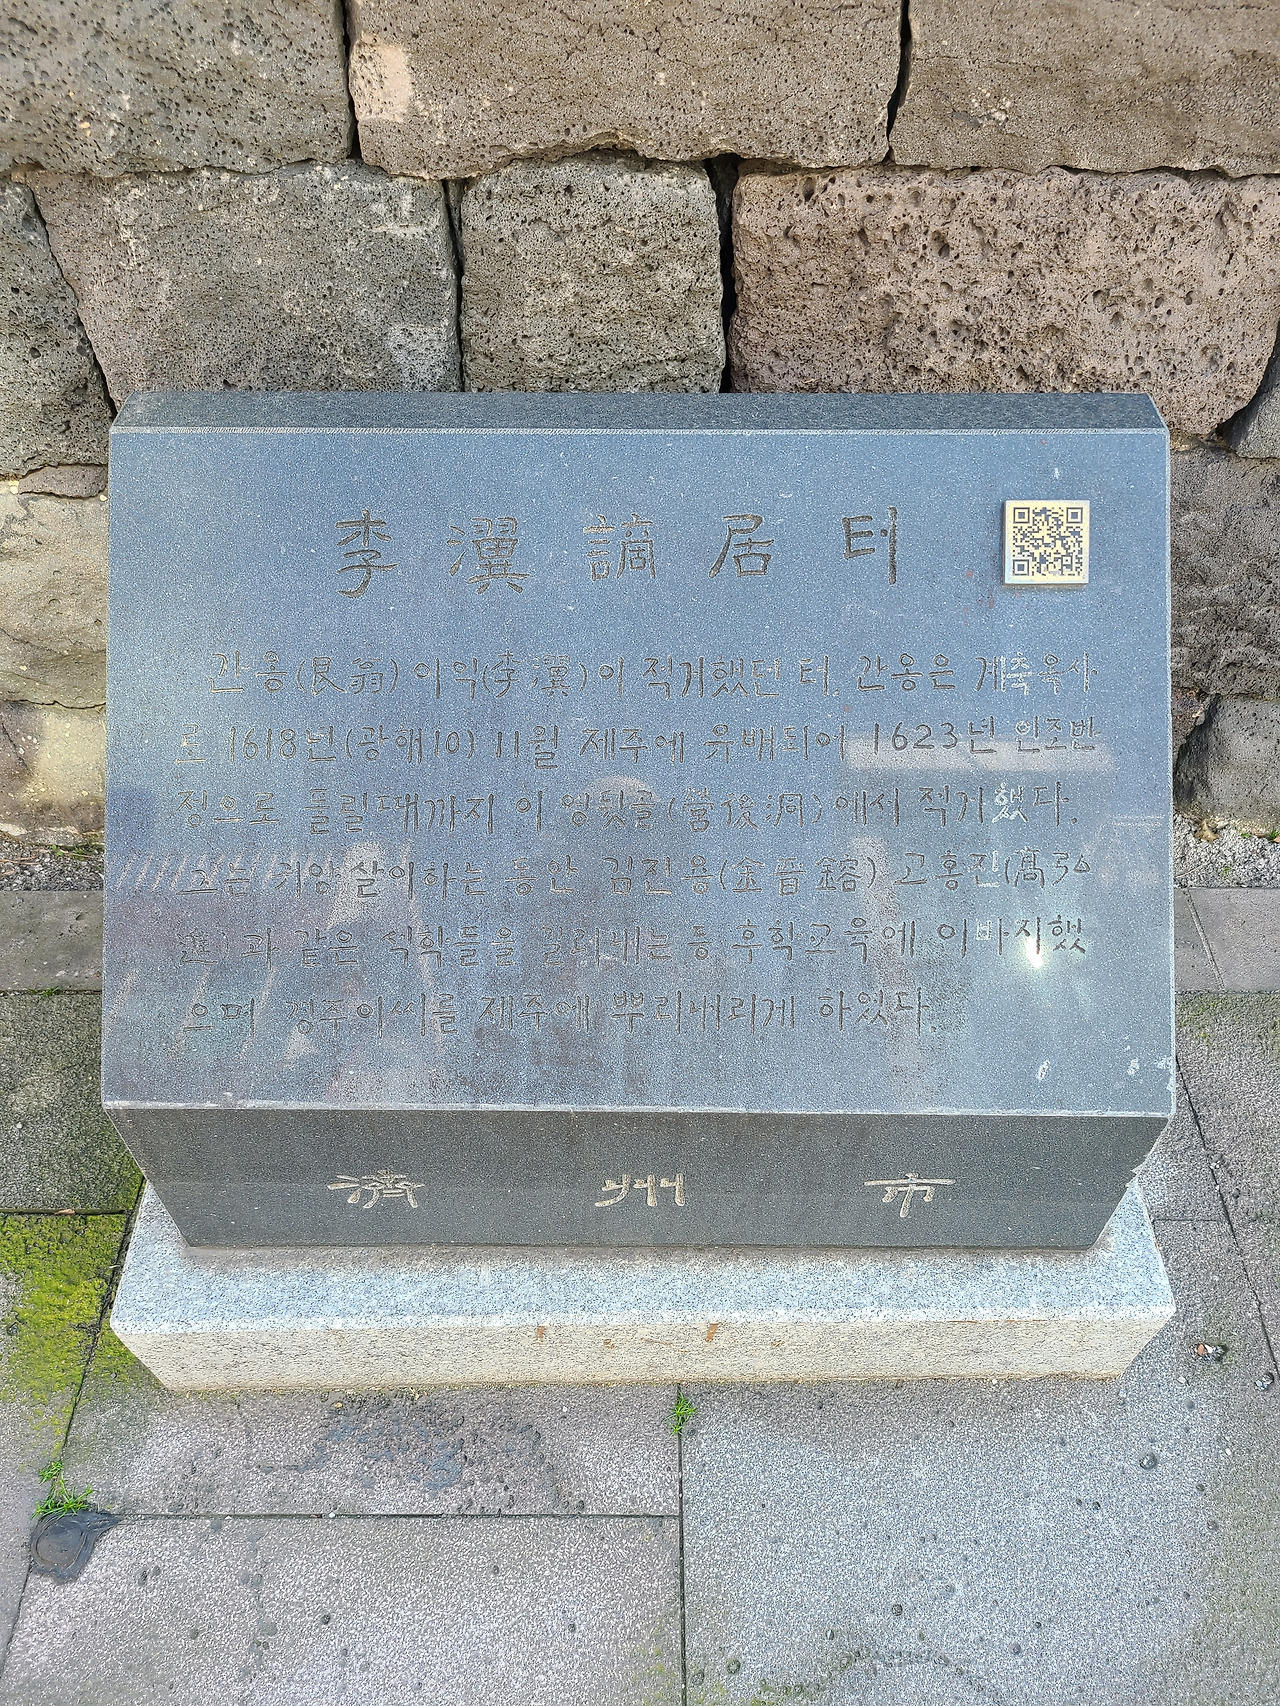 李瀷謫居터
간옹(艮翁) 이익(李瀷)이 적거했던 터. 간옹은 계축옥사
로 1618년(광해10) 11월 제주에 유배되어 1623년 인조반
정으로 풀릴때까지 이 영뒷골(營後洞)에서 적거했다.
그는 귀양 살이하는 동안 김진용(金晋鎔) 고홍진(高弘
進)과 같은 석학들을 길러내는등 후학교육에 이바지했
으며 경주이씨를 제주에 뿌리내리게 하였다.
濟州市